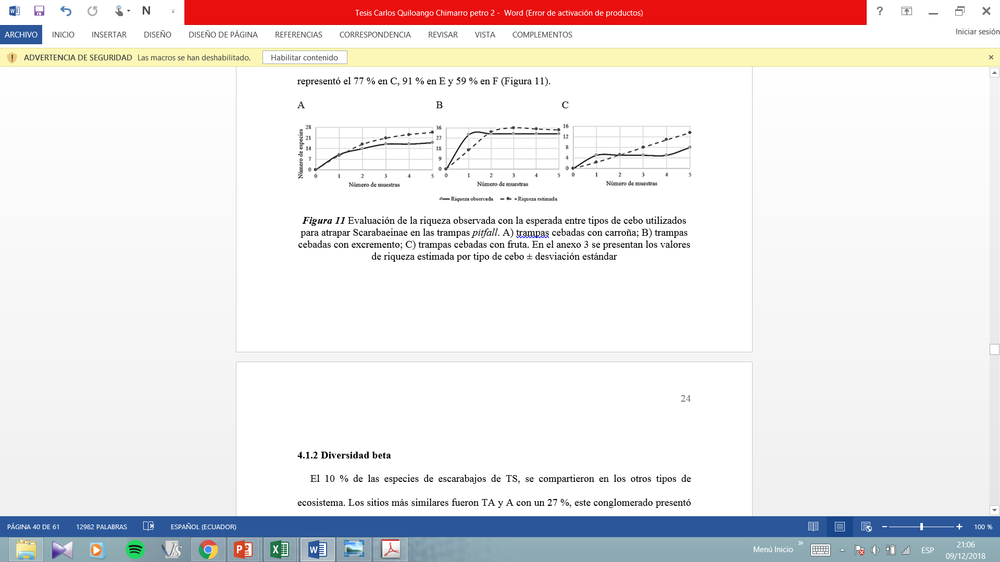 N
Tesis Carlos Quiloango Chimarro petro 2 - Word (Error de activación de productos)
?
ARCHIVO INICIO INSERTAR DISEÑO DISEÑO DE PÁGINA REFERENCIAS CORRESPONDENCIA REVISAR VISTA COMPLEMENTOS
Iniciar sesión
ADVERTENCIA DE SEGURIDAD Las macros se han deshabilitado. Habilitar contenido
representó el 77 % en C, 91 % en E y 59 % en F (Figura 11).
A B C
Número de especies
28
21
14
7
0
0 1 2 3 4 5
Número de muestras
36
27
18
9
0
0 1 2 3 4 5
Número de muestras
16
12
8
4
0
0 1 2 3 4 5
Número de muestras
Riqueza observada Riqueza estimada
Figura 11 Evaluación de la riqueza observada con la esperada entre tipos de cebo utilizados
para atrapar Scarabaeinae en las trampas pitfall. A) trampas cebadas con carroña; B) trampas
cebadas con excremento; C) trampas cebadas con fruta. En el anexo 3 se presentan los valores
de riqueza estimada por tipo de cebo ± desviación estándar
24
4.1.2 Diversidad beta
El 10 % de las especies de escarabajos de TS, se compartieron en los otros tipos de
ecosistema. Los sitios más similares fueron TA y A con un 27 %, este conglomerado presentó
PÁGINA 40 DE 61 12982 PALABRAS ESPAÑOL (ECUADOR) 100 %
Menú Inicio ESP 21:06
09/12/2018